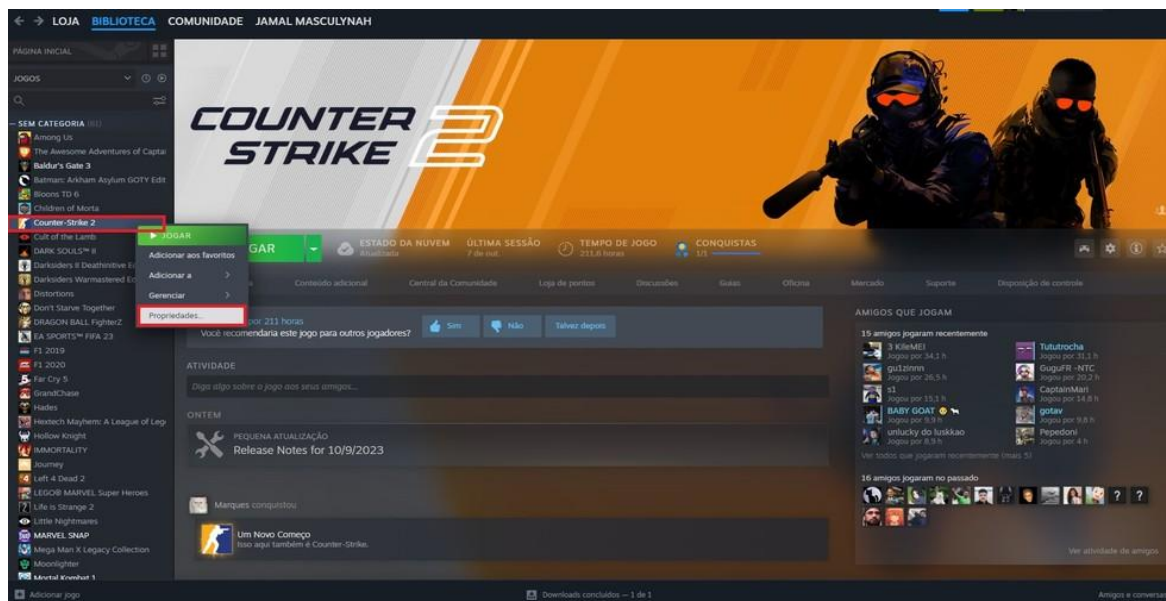 LOJA BIBLIOTECA COMUNIDADE JAMAL MASCULYNAH
PÁGINA INICIAL
JOGOS
SEM CATEGORIA (61)
Among Us
The Awesome Adventures of Captai
Baldur's Gate 3
Batman: Arkham Asylum GOTY Edit
Bloons TD 6
Children of Morta
Counter-Strike 2
Cult of the Lamb
DARK SOULS™ II
Darksiders II Deathinitive Ed
Darksiders Warmastered Ed
Distortions
Don't Starve Together
DRAGON BALL FighterZ
EA SPORTS™ FIFA 23
F1 2019
F1 2020
Far Cry 5
GrandChase
Hades
Hextech Mayhem: A League of Leg
Hollow Knight
IMMORTALITY
Journey
Left 4 Dead 2
LEGO® MARVEL Super Heroes
Life is Strange 2
Little Nightmares
MARVEL SNAP
Mega Man X Legacy Collection
Moonlighter
Mortal Kombat 1
Adicionar jogo
JOGAR
Adicionar aos favoritos
Adicionar a
Gerenciar
Propriedades...
COUNTER
STRIKE 2
GAR
ESTADO DA NUVEM
Atualizada
ÚLTIMA SESSÃO
7 de out.
TEMPO DE JOGO
211,6 horas
CONQUISTAS
1/1
Conteúdo adicional Central da Comunidade Loja de pontos Discussões Guias Oficina Mercado Suporte Disposição de controle
por 211 horas
Você recomendaria este jogo para outros jogadores?
Sim Não Talvez depois
ATIVIDADE
Diga algo sobre o jogo aos seus amigos...
ONTEM
PEQUENA ATUALIZAÇÃO
Release Notes for 10/9/2023
Marques conquistou
Um Novo Começo
Isso aqui também é Counter-Strike.
AMIGOS QUE JOGAM
15 amigos jogaram recentemente
3 KileMEI
Jogou por 34,1 h
Tututrocha
Jogou por 31,1 h
gu1zinnn
Jogou por 26,5 h
GuguFR -NTC
Jogou por 20,2 h
s1
Jogou por 15,1 h
CaptainMari
Jogou por 14,8 h
BABY GOAT
Jogou por 9,9 h
gotav
Jogou por 9,8 h
unlucky do luskkao
Jogou por 8,9 h
Pepedoni
Jogou por 4 h
Ver todos que jogaram recentemente (mais 5)
16 amigos jogaram no passado
? ?
Ver atividade de amigos
Downloads concluídos — 1 de 1
Amigos e conversas